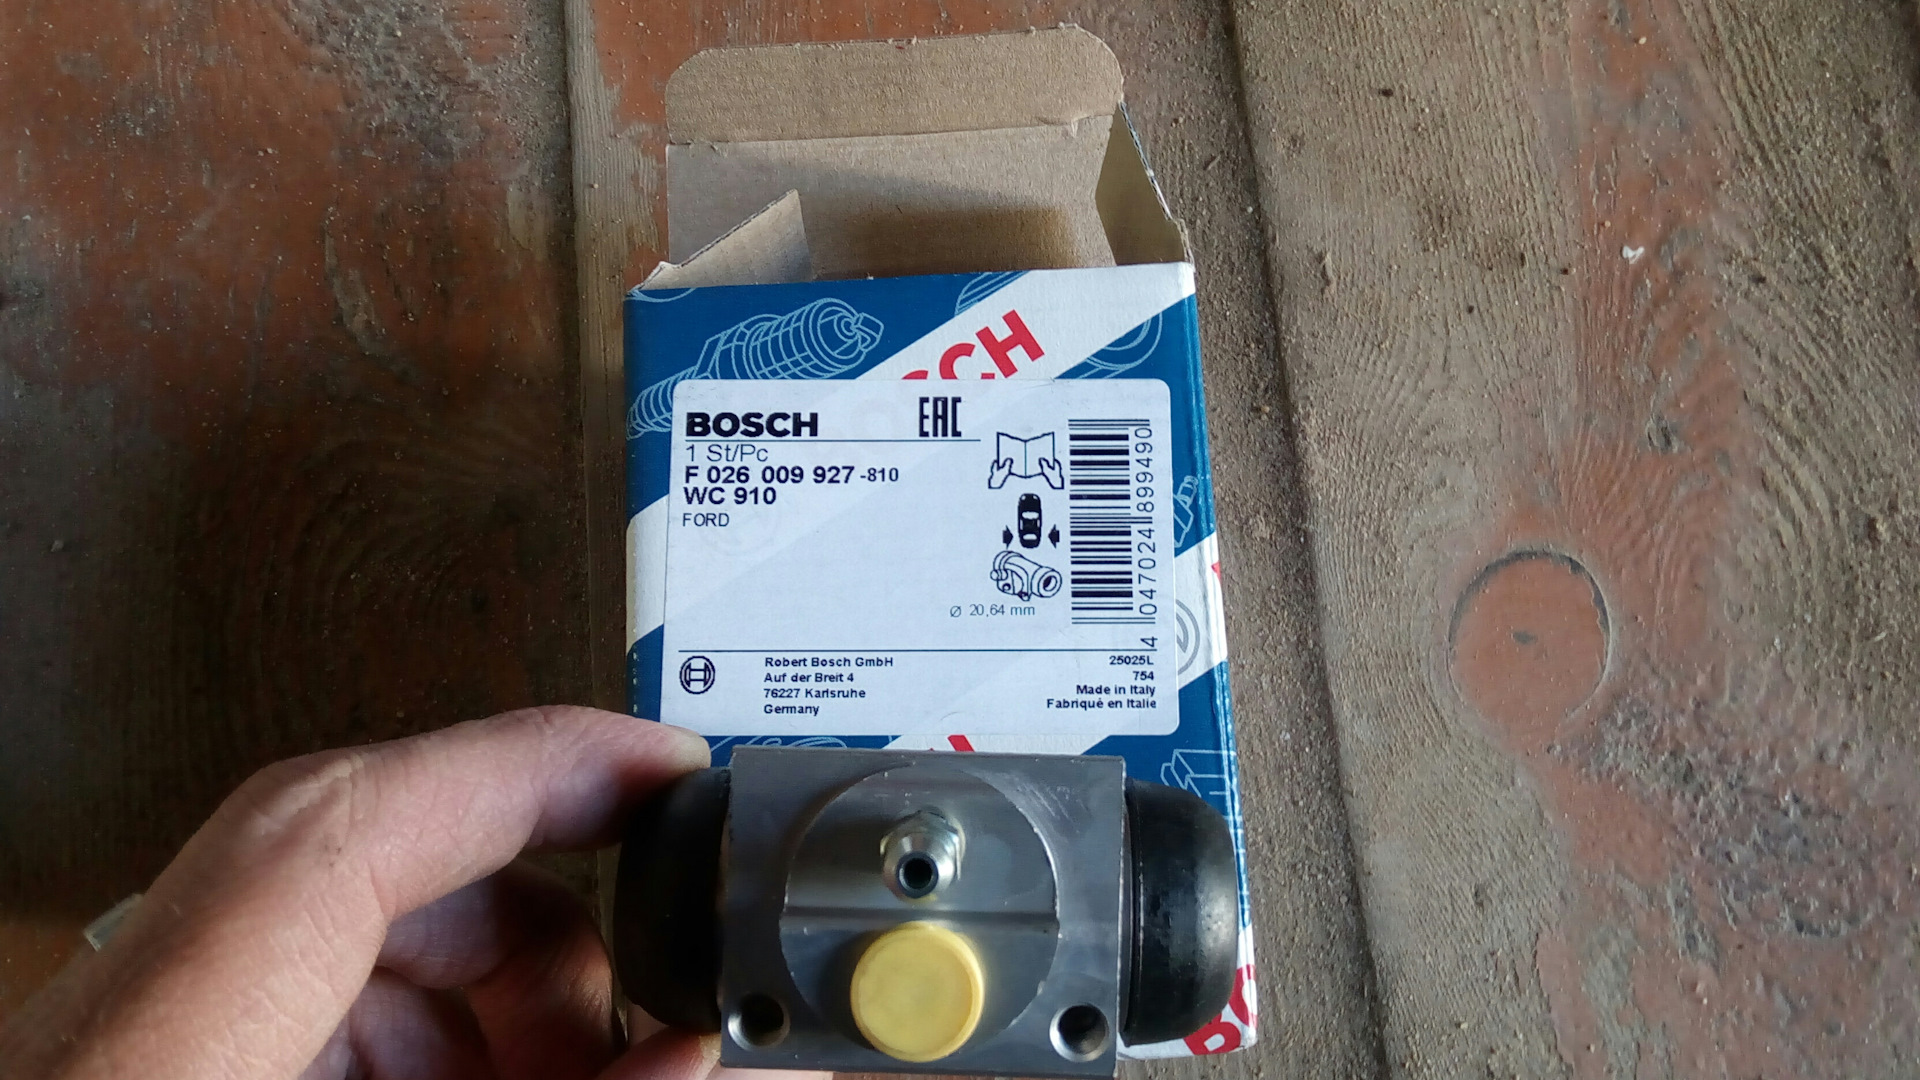 BOSCH
EAC
1 St/Pc
F 026 009 927 -810
WC 910
FORD
Ø 20,64 mm
4 047024 899490
Robert Bosch GmbH
Auf der Breit 4
76227 Karlsruhe
Germany
25025L
754
Made in Italy
Fabriqué en Italie